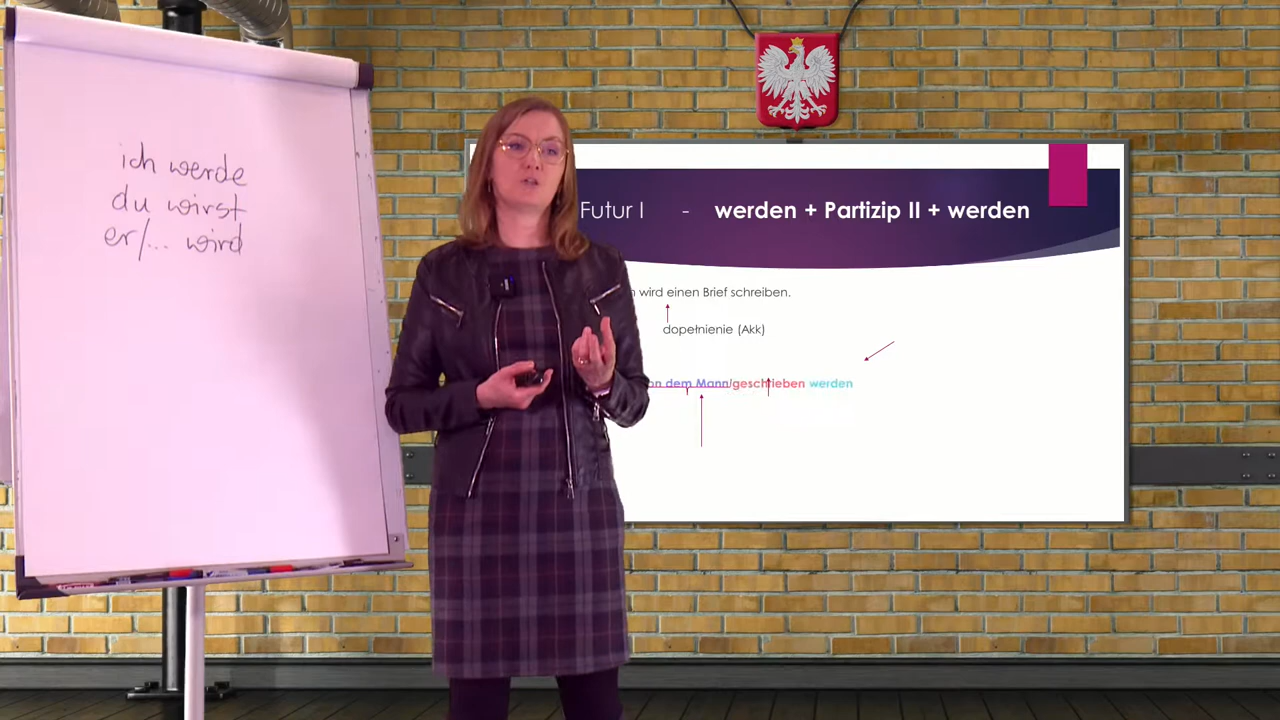 ich werde
du wirst
er/... wird
Futur I - werden + Partizip II + werden
wird einen Brief schreiben.
dopełnienie (Akk)
dem Mann/geschrieben werden